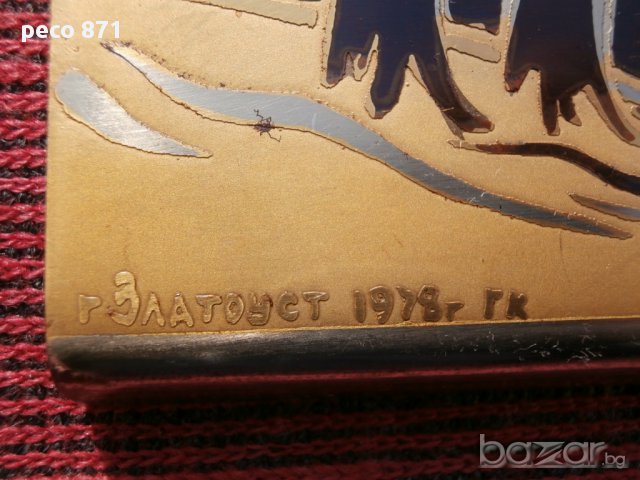 peco 871
г Златоуст 1978г ГК
bazar.bg